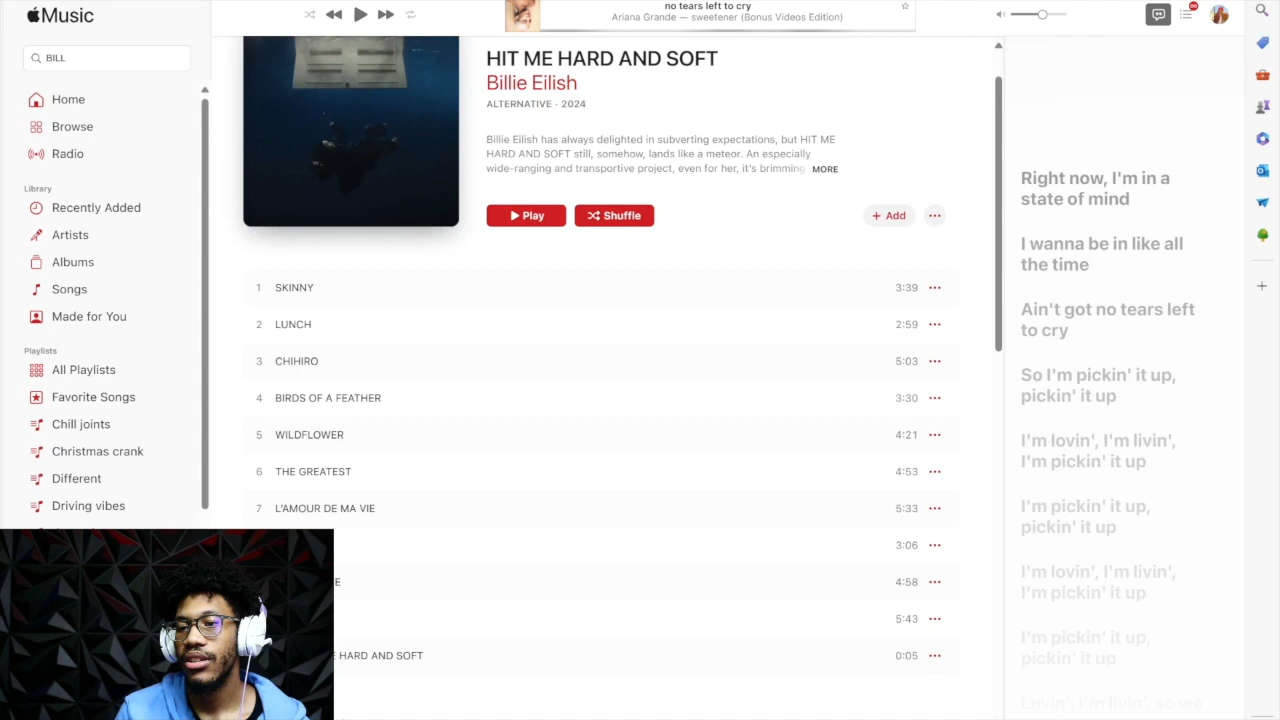 Music
no tears left to cry
Ariana Grande — sweetener (Bonus Videos Edition)
BILL
Home
Browse
Radio
Library
Recently Added
Artists
Albums
Songs
Made for You
Playlists
All Playlists
Favorite Songs
Chill joints
Christmas crank
Different
Driving vibes
HIT ME HARD AND SOFT
Billie Eilish
ALTERNATIVE · 2024
Billie Eilish has always delighted in subverting expectations, but HIT ME
HARD AND SOFT still, somehow, lands like a meteor. An especially
wide-ranging and transportive project, even for her, it's brimming MORE
Play Shuffle + Add
1 SKINNY 3:39
2 LUNCH 2:59
3 CHIHIRO 5:03
4 BIRDS OF A FEATHER 3:30
5 WILDFLOWER 4:21
6 THE GREATEST 4:53
7 L'AMOUR DE MA VIE 5:33
3:06
E 4:58
5:43
E HARD AND SOFT 0:05
Right now, I'm in a
state of mind
I wanna be in like all
the time
Ain't got no tears left
to cry
So I'm pickin' it up,
pickin' it up
I'm lovin', I'm livin',
I'm pickin' it up
I'm pickin' it up,
pickin' it up
I'm lovin', I'm livin',
I'm pickin' it up
I'm pickin' it up,
pickin' it up
Lovin', I'm livin', so we